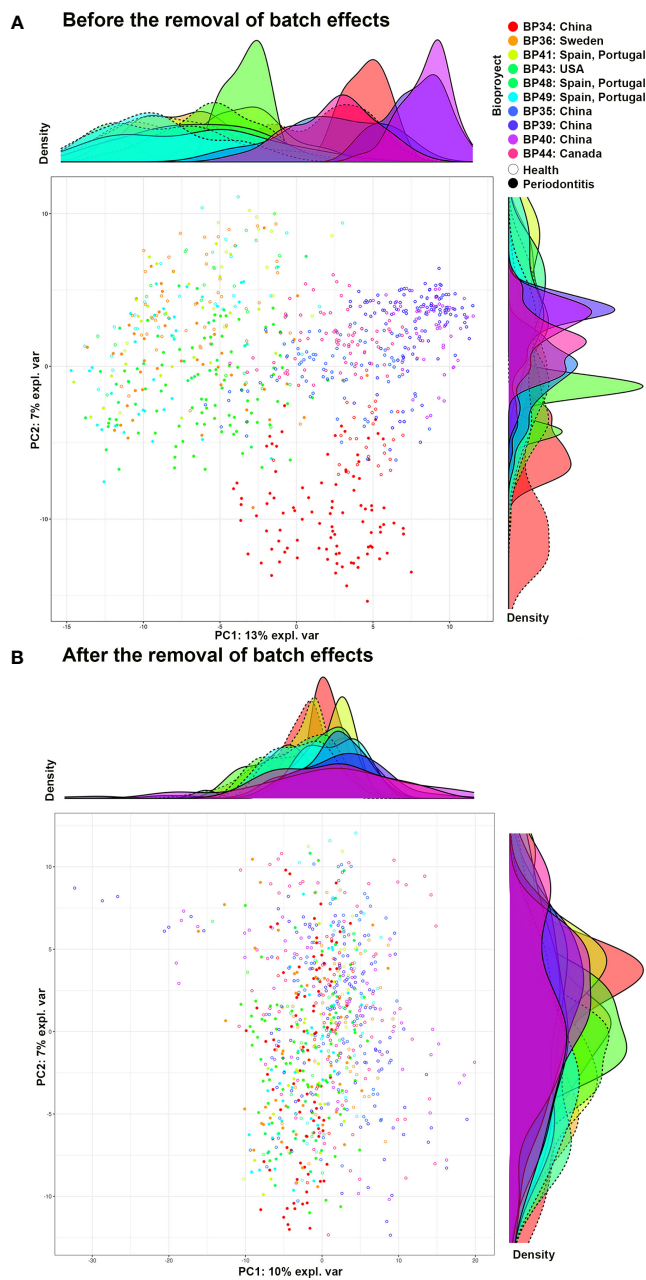 A
Before the removal of batch effects
Density
Bioproyect
BP34: China
BP36: Sweden
BP41: Spain, Portugal
BP43: USA
BP48: Spain, Portugal
BP49: Spain, Portugal
BP35: China
BP39: China
BP40: China
BP44: Canada
Health
Periodontitis
PC2: 7% expl. var
10
0
-10
-15
-10
-5
0
5
10
PC1: 13% expl. var
Density
B
After the removal of batch effects
Density
PC2: 7% expl. var
10
5
0
-5
-10
-30
-20
-10
0
10
20
PC1: 10% expl. var
Density